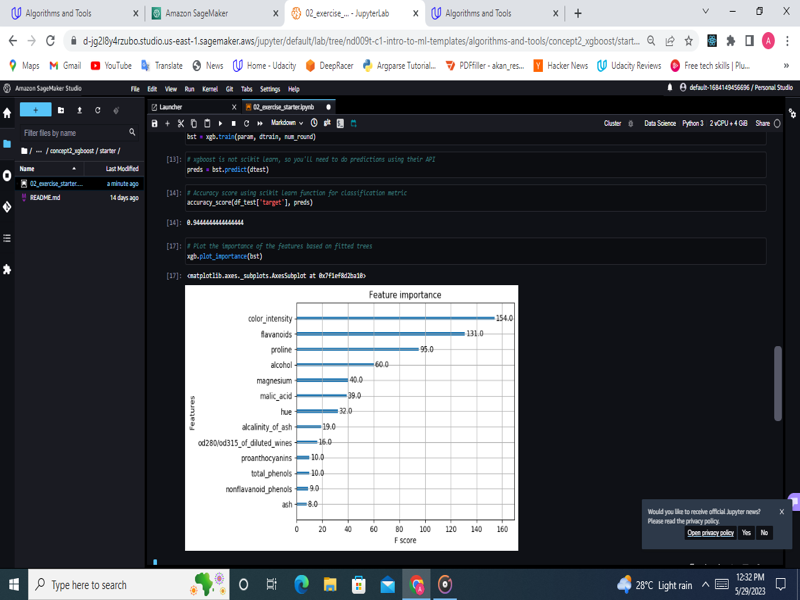 Algorithms and Tools
Amazon SageMaker
02_exercise_... - JupyterLab
Algorithms and Tools
d-jg2l8y4rzubo.studio.us-east-1.sagemaker.aws/jupyter/default/lab/tree/nd009t-c1-intro-to-ml-templates/algorithms-and-tools/concept2_xgboost/start...
Maps
Gmail
YouTube
Translate
News
Home - Udacity
DeepRacer
Argparse Tutorial...
PDFfiller - akan_res...
Hacker News
Udacity Reviews
Free tech skills | Plu...
Amazon SageMaker Studio
File Edit View Run Kernel Git Tab Settings Help
default-1684149456696 / Personal Studio
Launcher
02_exercise_starter.ipynb
Filter files by name
Markdown
git
Cluster
Data Science
Python 3
2 vCPU + 4 GiB
Share
/ ... / concept2_xgboost / starter /
Name
Last Modified
02_exercise_starter....
a minute ago
README.md
14 days ago
bst = xgb.train(param, dtrain, num_round)
[13]: # xgboost is not scikit learn, so you'll need to do predictions using their API
preds = bst.predict(dtest)
[14]: # Accuracy score using scikit learn function for classification metric
accuracy_score(df_test['target'], preds)
[14]: 0.9444444444444444
[17]: # Plot the importance of the features based on fitted trees
xgb.plot_importance(bst)
[17]: <matplotlib.axes._subplots.AxesSubplot at 0x7f1ef8d2ba10>
Feature importance
color_intensity 154.0
flavanoids 131.0
proline 95.0
alcohol 60.0
magnesium 40.0
malic_acid 39.0
hue 32.0
alcalinity_of_ash 19.0
od280/od315_of_diluted_wines 16.0
proanthocyanins 10.0
total_phenols 10.0
nonflavanoid_phenols 9.0
ash 8.0
Features
0 20 40 60 80 100 120 140 160
F score
Would you like to receive official Jupyter news?
Please read the privacy policy.
Open privacy policy
Yes
No
Type here to search
28°C Light rain
12:32 PM
5/29/2023